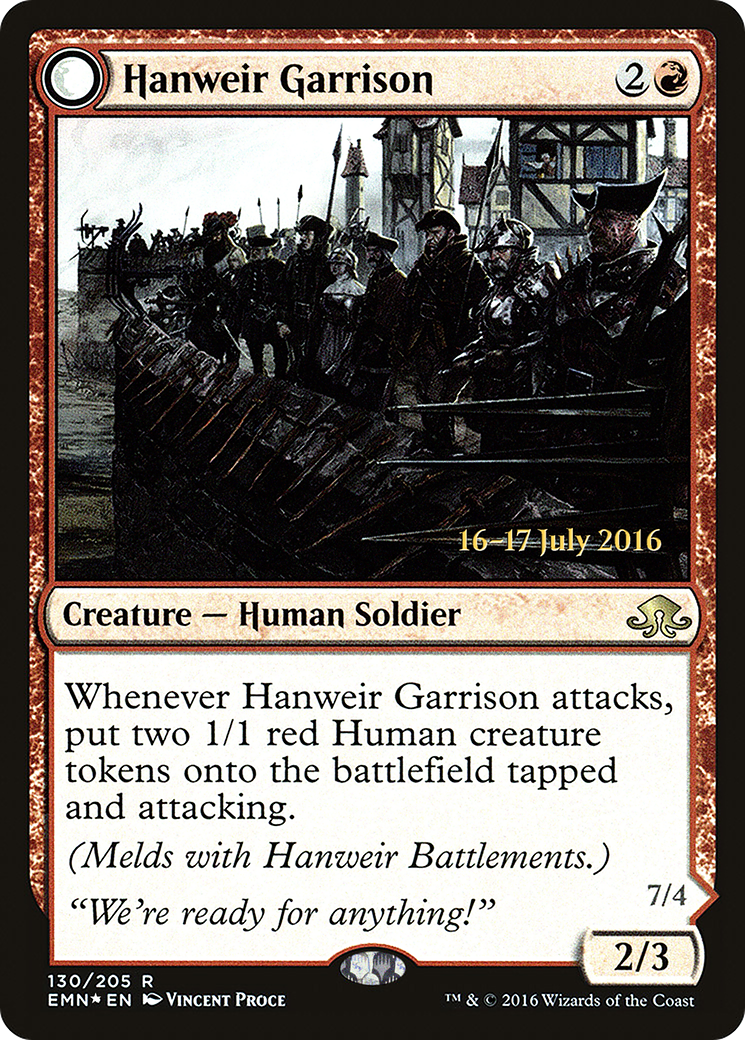 Hanweir Garrison 2
16–17 July 2016
Creature — Human Soldier
Whenever Hanweir Garrison attacks,
put two 1/1 red Human creature
tokens onto the battlefield tapped
and attacking.
(Melds with Hanweir Battlements.)
“We’re ready for anything!”
7/4
2/3
130/205 R
EMN★EN Vincent Proce
™ & © 2016 Wizards of the Coast